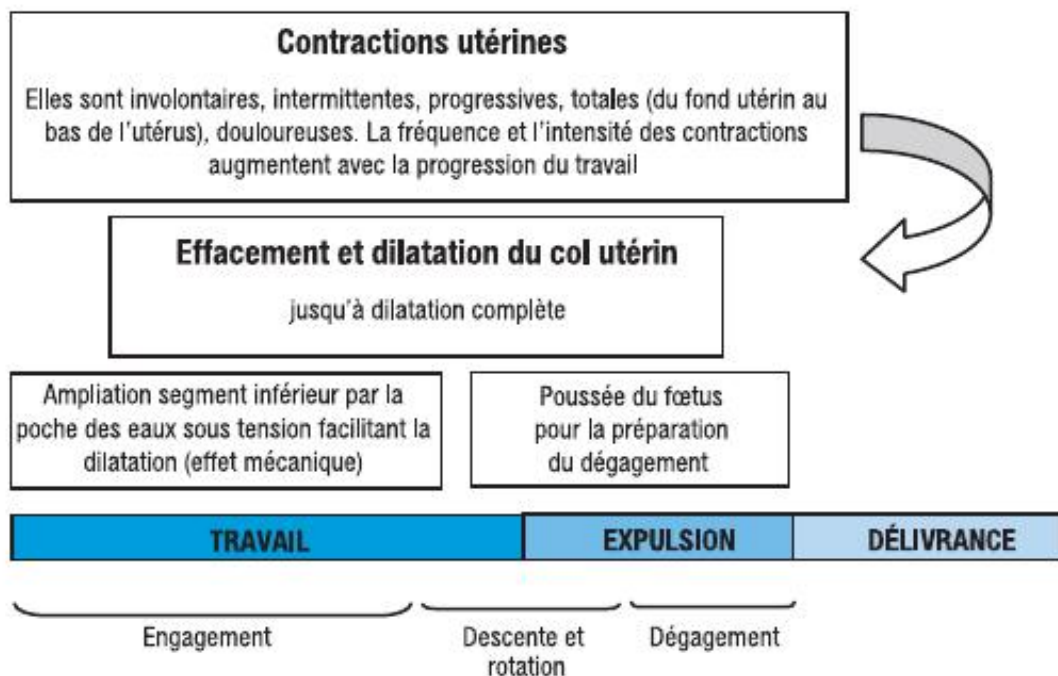 Contractions utérines
Elles sont involontaires, intermittentes, progressives, totales (du fond utérin au
bas de l'utérus), douloureuses. La fréquence et l'intensité des contractions
augmentent avec la progression du travail
Effacement et dilatation du col utérin
jusqu'à dilatation complète
Ampliation segment inférieur par la
poche des eaux sous tension facilitant la
dilatation (effet mécanique)
Poussée du fœtus
pour la préparation
du dégagement
TRAVAIL
EXPULSION
DÉLIVRANCE
Engagement
Descente et
rotation
Dégagement